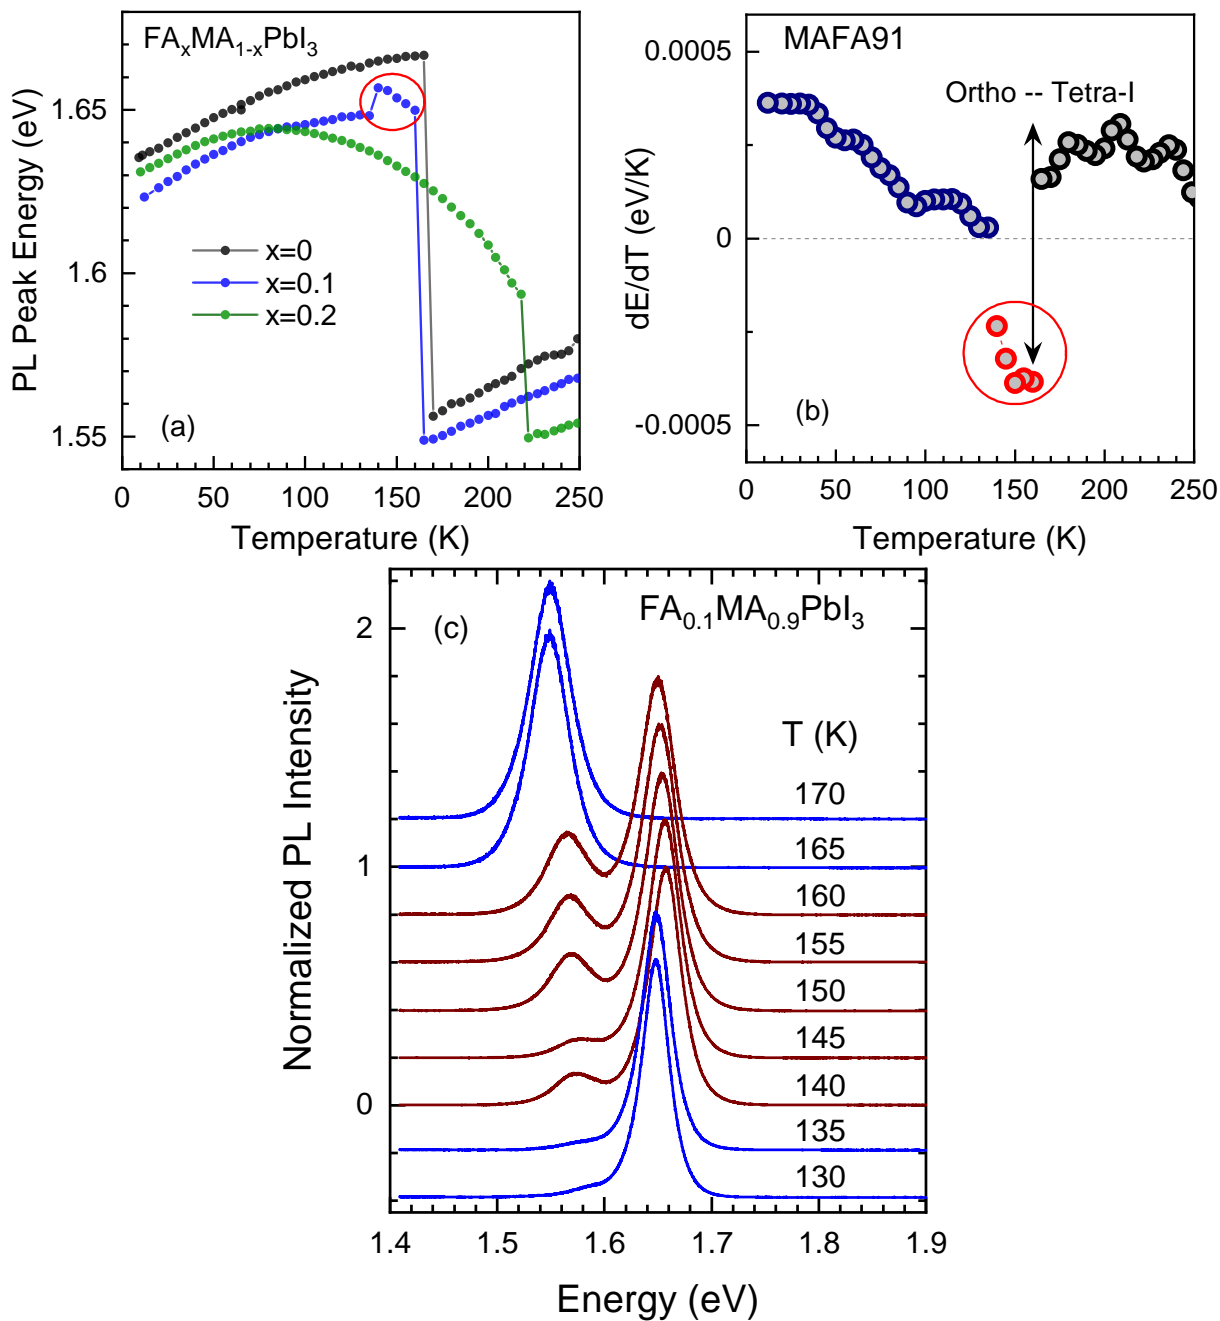 FAₓMA₁₋ₓPbI₃
PL Peak Energy (eV)
1.65
1.6
1.55
x=0
x=0.1
x=0.2
(a)
0 50 100 150 200 250
Temperature (K)
MAFA91
dE/dT (eV/K)
0.0005
0
-0.0005
Ortho -- Tetra-I
(b)
0 50 100 150 200 250
Temperature (K)
(c)
FA₀.₁MA₀.₉PbI₃
Normalized PL Intensity
2
1
0
T (K)
170
165
160
155
150
145
140
135
130
1.4 1.5 1.6 1.7 1.8 1.9
Energy (eV)